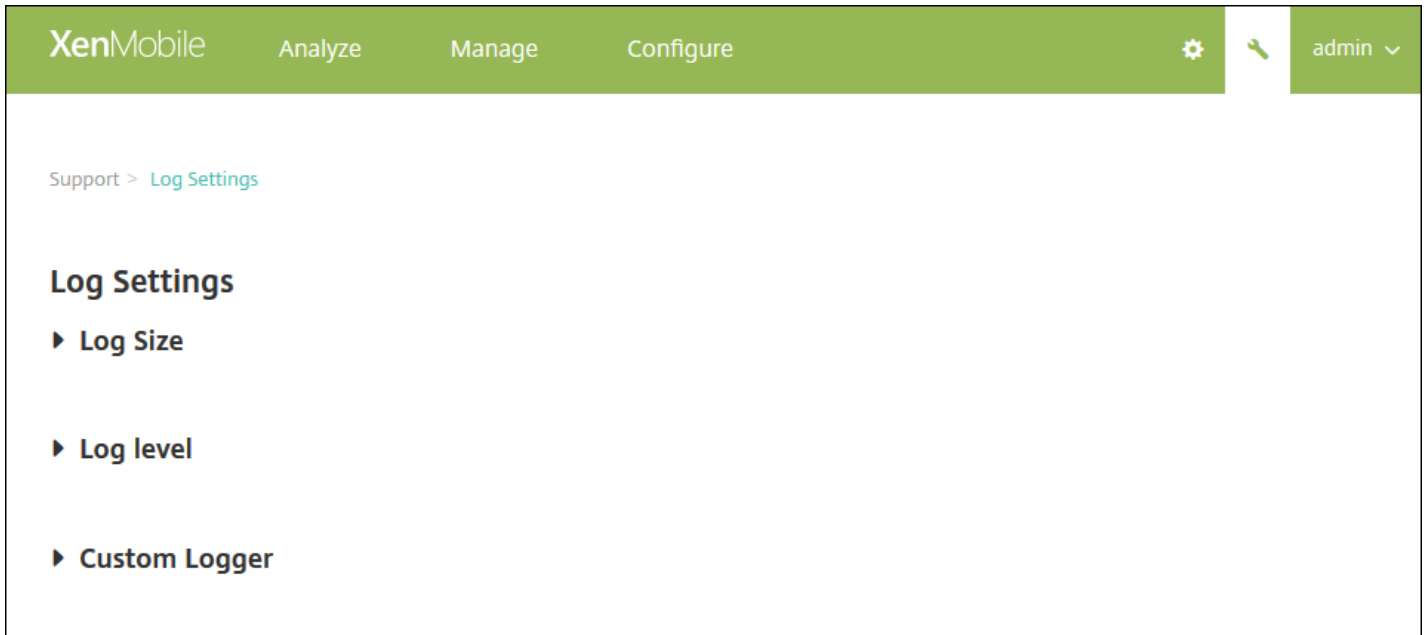 XenMobile Analyze Manage Configure admin
Support > Log Settings
Log Settings
Log Size
Log level
Custom Logger